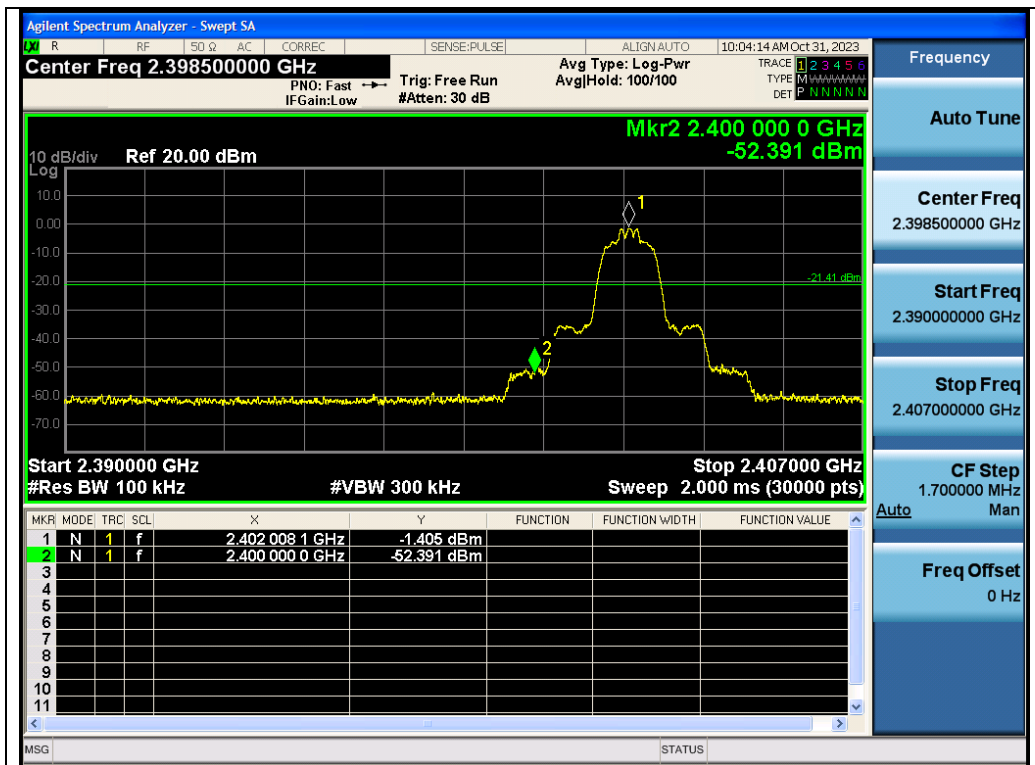 Agilent Spectrum Analyzer - Swept SA
LXI R RF 50 Ω AC CORREC SENSE:PULSE ALIGN AUTO 10:04:14 AM Oct 31, 2023
Center Freq 2.398500000 GHz
PNO: Fast
IFGain:Low
Trig: Free Run
#Atten: 30 dB
Avg Type: Log-Pwr
Avg|Hold: 100/100
TRACE 1 2 3 4 5 6
TYPE M WWWWW
DET P N N N N N
Mkr2 2.400 000 0 GHz
-52.391 dBm
10 dB/div Ref 20.00 dBm
Log
10.0
0.00
-10.0
-20.0
-30.0
-40.0
-50.0
-60.0
-70.0
1
-21.41 dBm
2
Start 2.390000 GHz Stop 2.407000 GHz
#Res BW 100 kHz #VBW 300 kHz Sweep 2.000 ms (30000 pts)
MKR MODE TRC SCL X Y FUNCTION FUNCTION WIDTH FUNCTION VALUE
1 N 1 f 2.402 008 1 GHz -1.405 dBm
2 N 1 f 2.400 000 0 GHz -52.391 dBm
3
4
5
6
7
8
9
10
11
MSG STATUS
Frequency
Auto Tune
Center Freq
2.398500000 GHz
Start Freq
2.390000000 GHz
Stop Freq
2.407000000 GHz
CF Step
1.700000 MHz
Auto Man
Freq Offset
0 Hz